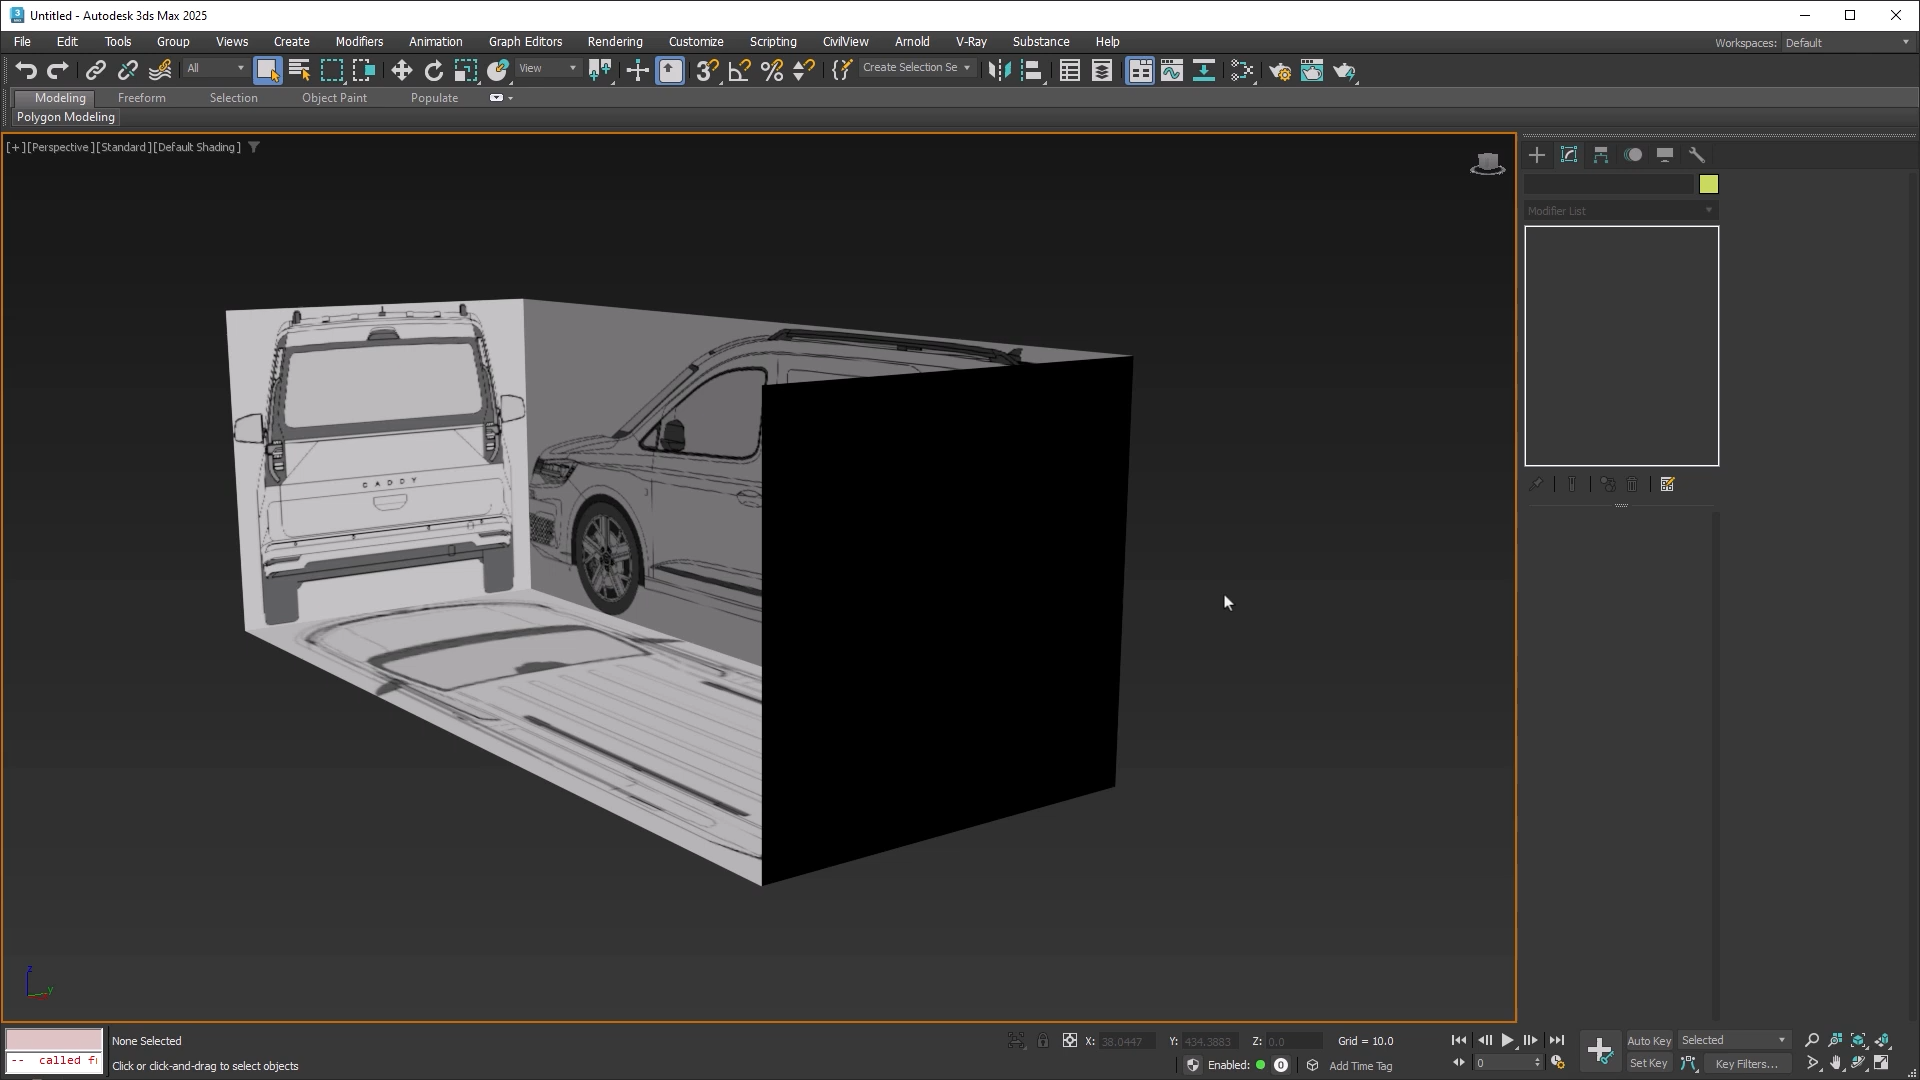 Untitled - Autodesk 3ds Max 2025
File Edit Tools Group Views Create Modifiers Animation Graph Editors Rendering Customize Scripting CivilView Arnold V-Ray Substance Help
Workspaces: Default
All
View
Create Selection Se
Modeling Freeform Selection Object Paint Populate
Polygon Modeling
[+][Perspective][Standard][Default Shading]
Modifier List
CADDY
z
y
None Selected
X: 38.0447 Y: 434.3883 Z: 0.0 Grid = 10.0
Auto Key Selected
-- called fr
Click or click-and-drag to select objects
Enabled: 0 Add Time Tag
0
Set Key Key Filters...